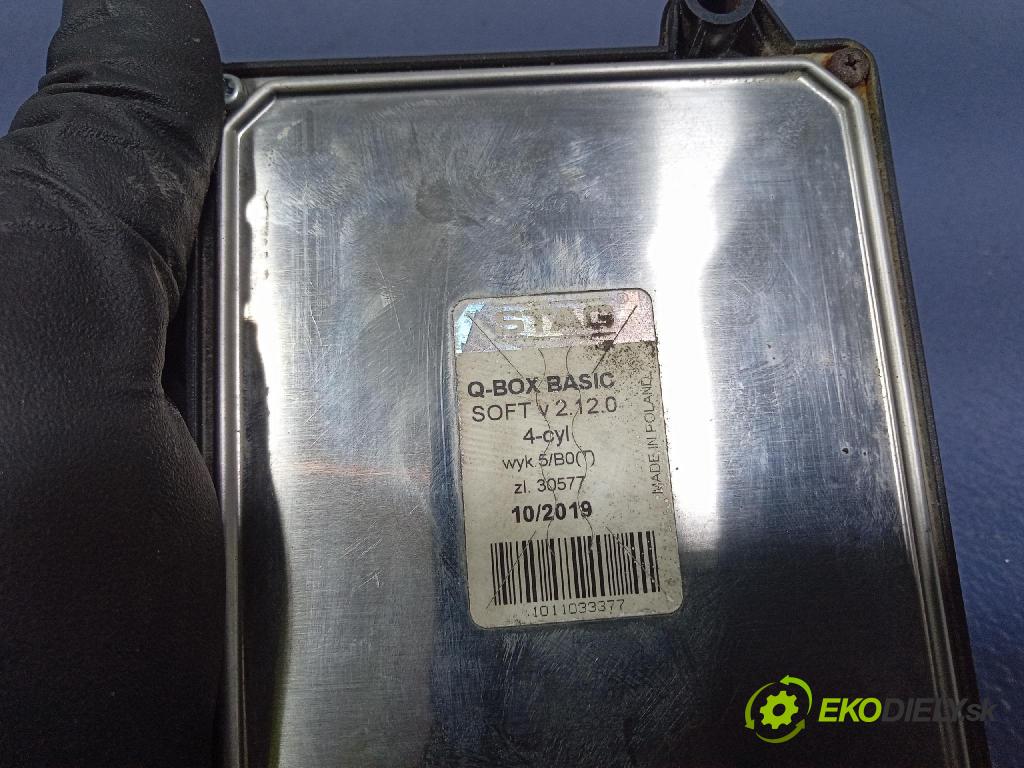 STAG
Q-BOX BASIC
SOFT v 2.12.0
4-cyl
wyk.5/B0(T)
zl. 30577
10/2019
MADE IN POLAND
1011033377
EKODIELY.sk